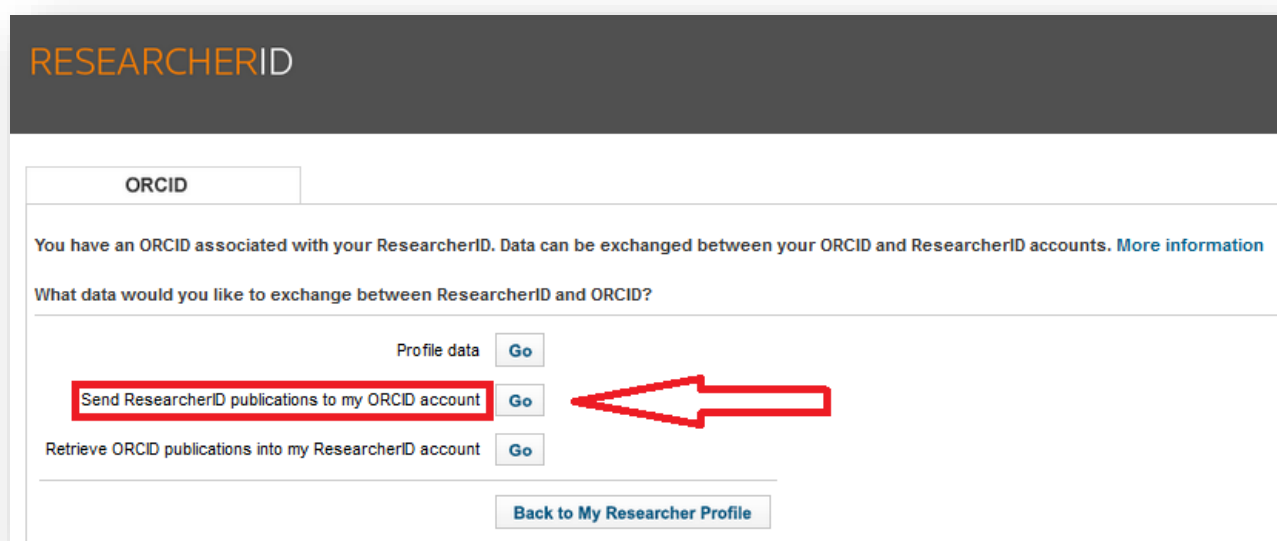 RESEARCHERID
ORCID
You have an ORCID associated with your ResearcherID. Data can be exchanged between your ORCID and ResearcherID accounts. More information
What data would you like to exchange between ResearcherID and ORCID?
Profile data Go
Send ResearcherID publications to my ORCID account Go
Retrieve ORCID publications into my ResearcherID account Go
Back to My Researcher Profile